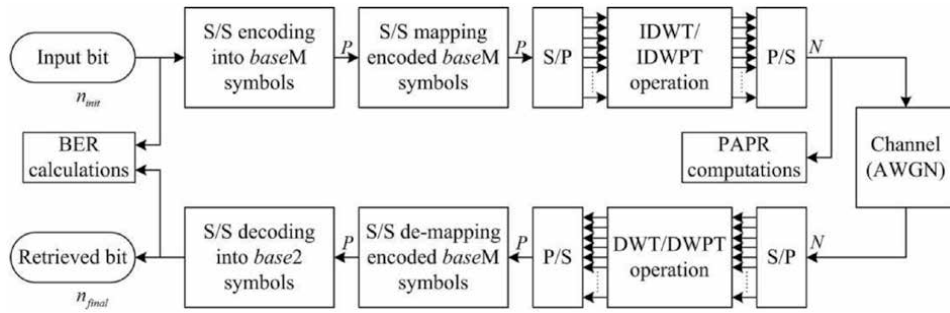 Input bit
n_init
S/S encoding
into baseM
symbols
P
S/S mapping
encoded baseM
symbols
P
S/P
IDWT/
IDWPT
operation
P/S
N
BER
calculations
PAPR
computations
Channel
(AWGN)
Retrieved bit
n_final
S/S decoding
into base2
symbols
P
S/S de-mapping
encoded baseM
symbols
P
P/S
DWT/DWPT
operation
S/P
N